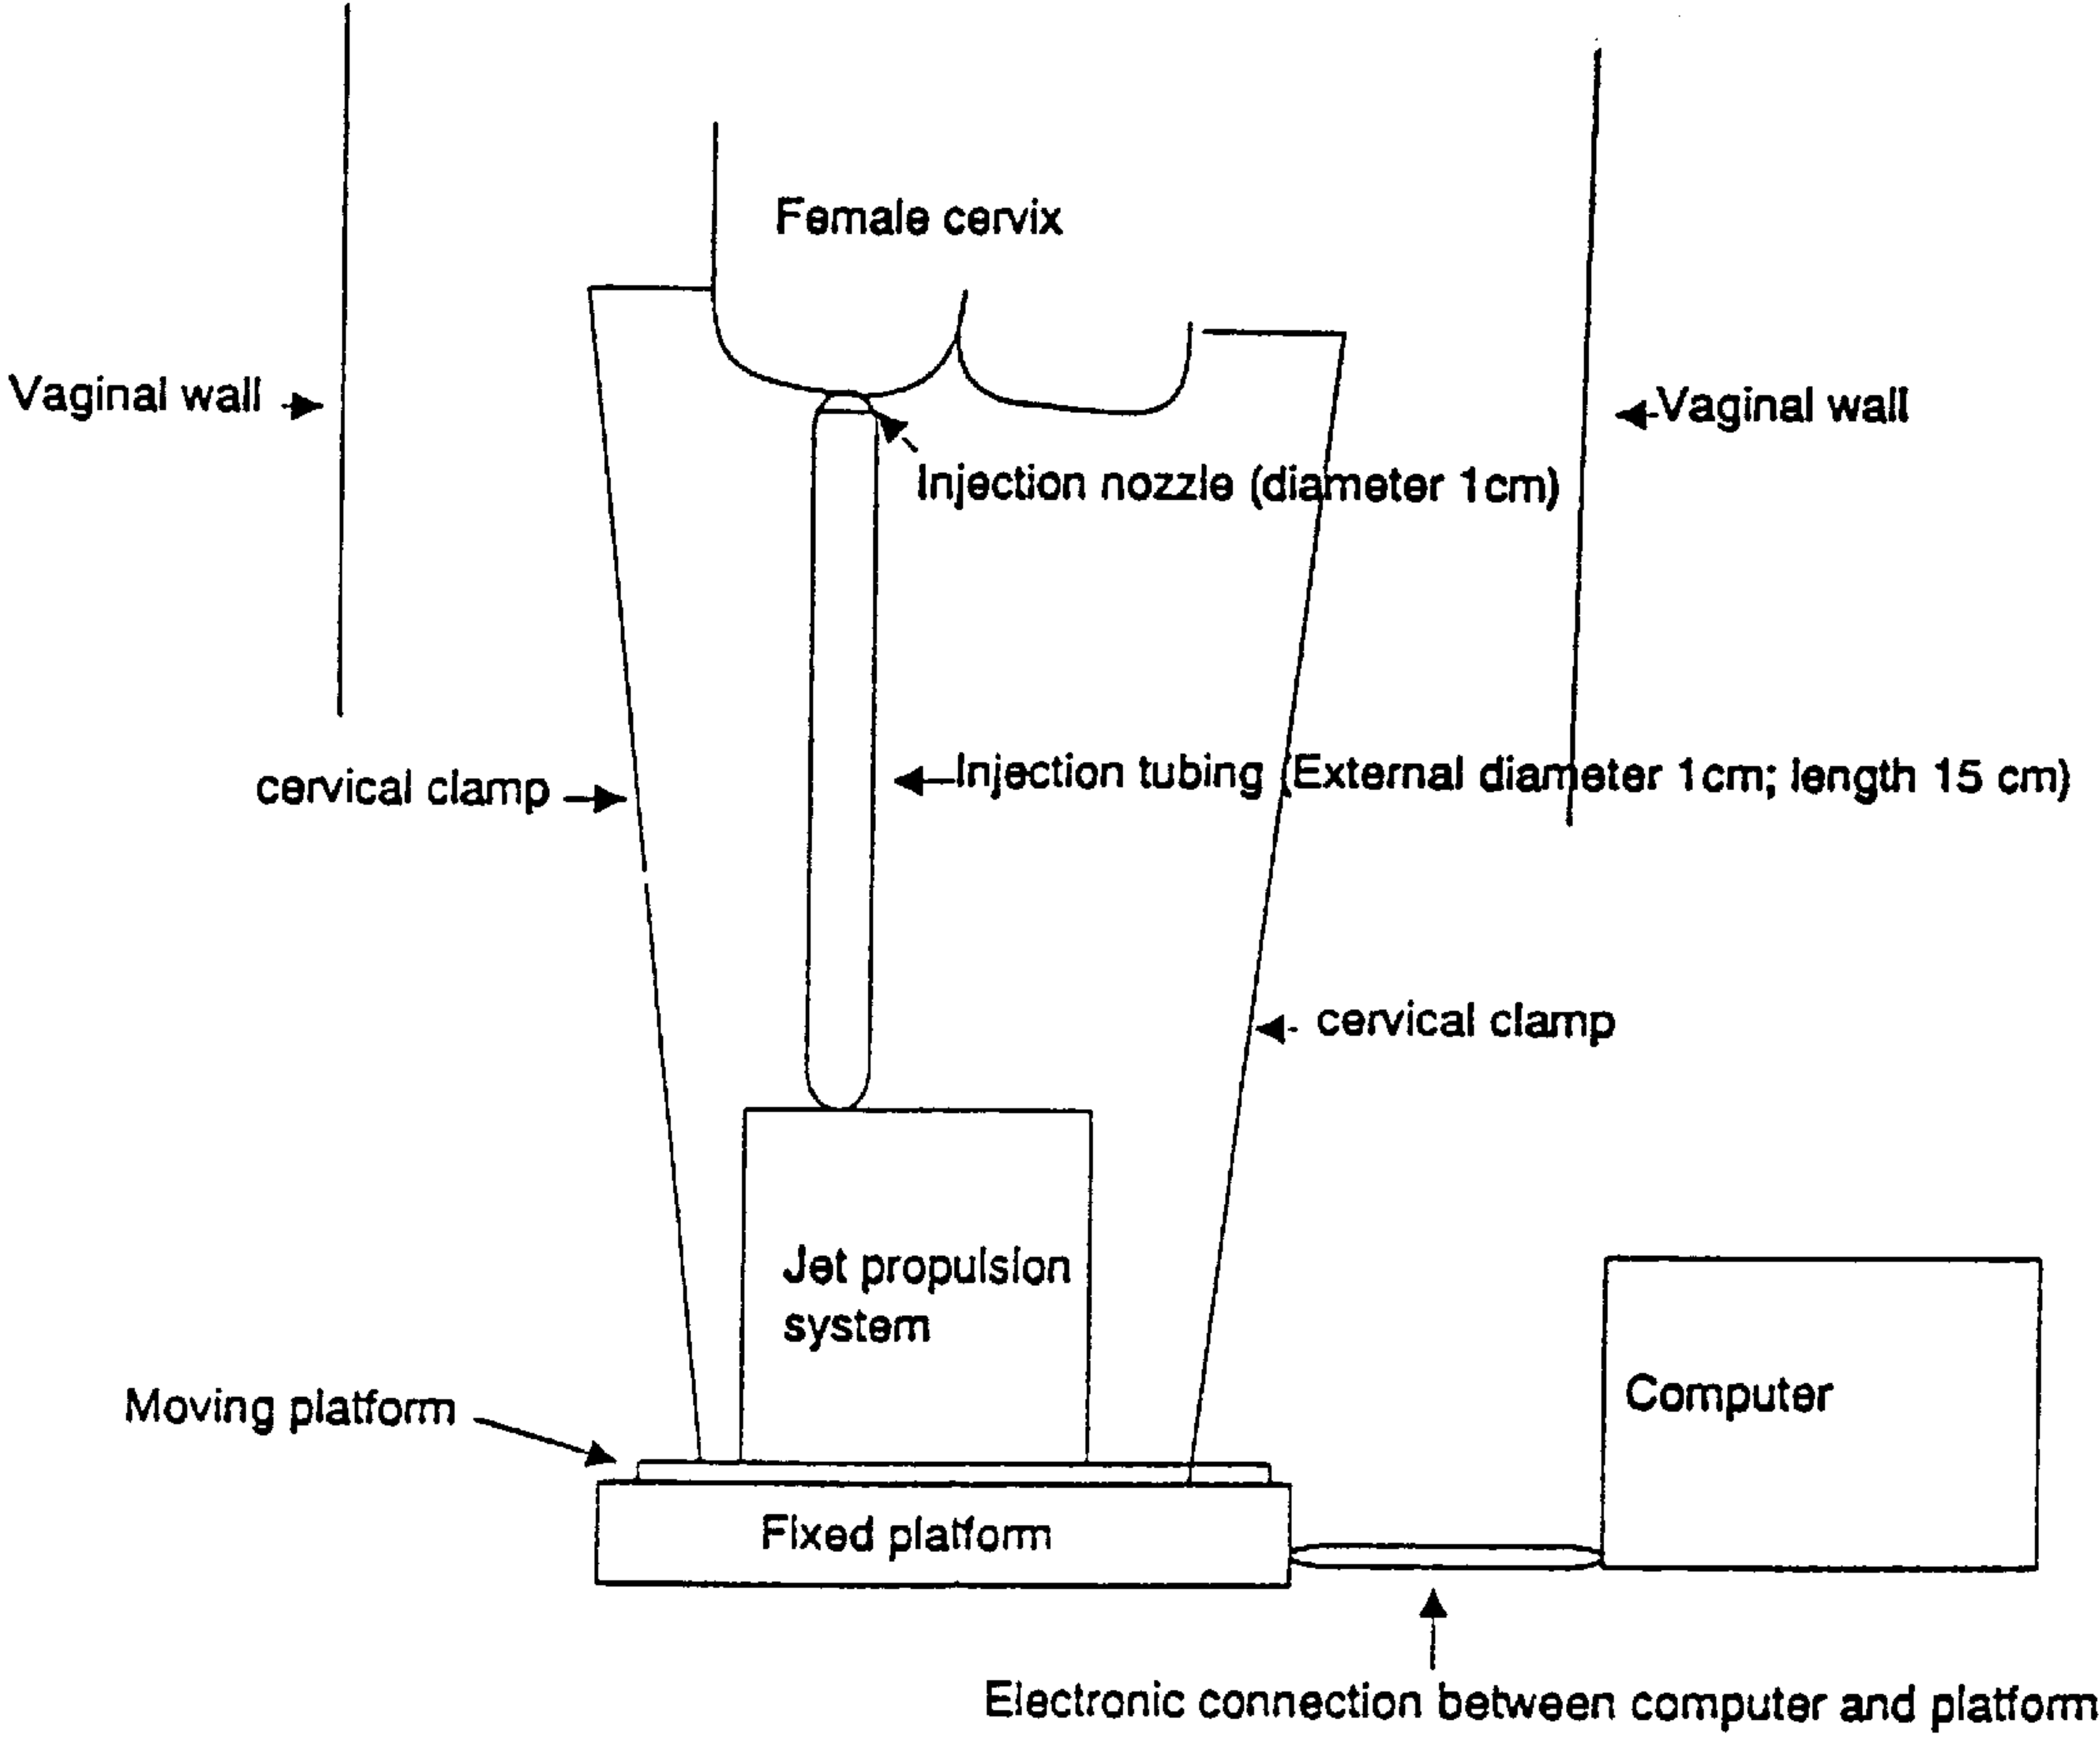 Female cervix
Vaginal wall
Vaginal wall
Injection nozzle (diameter 1cm)
Injection tubing (External diameter 1cm; length 15 cm)
cervical clamp
cervical clamp
Jet propulsion
system
Computer
Moving platform
Fixed platform
Electronic connection between computer and platform